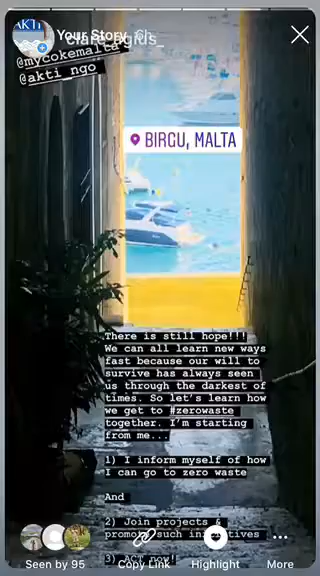 AKTI
Your Story 6h
@mycokemalta
@akti_ngo
BIRGU, MALTA
There is still hope!!!
We can all learn new ways
fast because our will to
survive has always seen
us through the darkest of
times. So let's learn how
we get to #zerowaste
together. I'm starting
from me...
1) I inform myself of how
I can go to zero waste
And
2) Join projects &
promote such initiatives
3) ACT now!
Seen by 95 Copy Link Highlight More